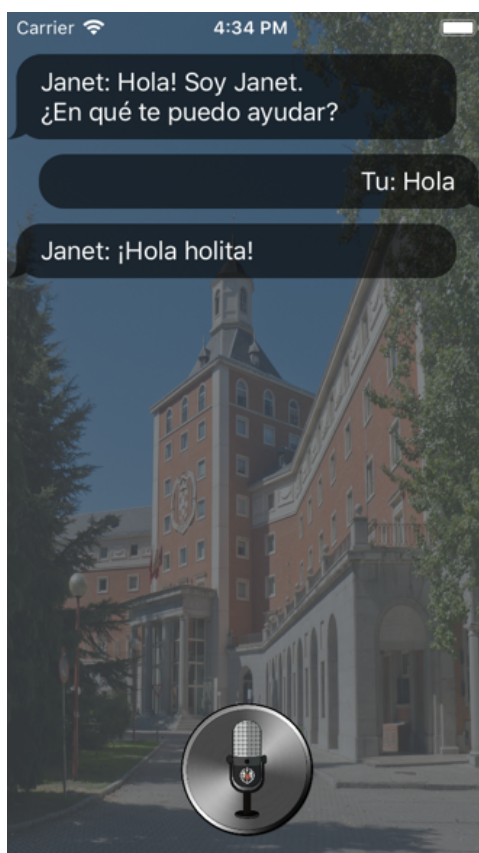 Carrier 4:34 PM
Janet: Hola! Soy Janet.
¿En qué te puedo ayudar?
Tu: Hola
Janet: ¡Hola holita!